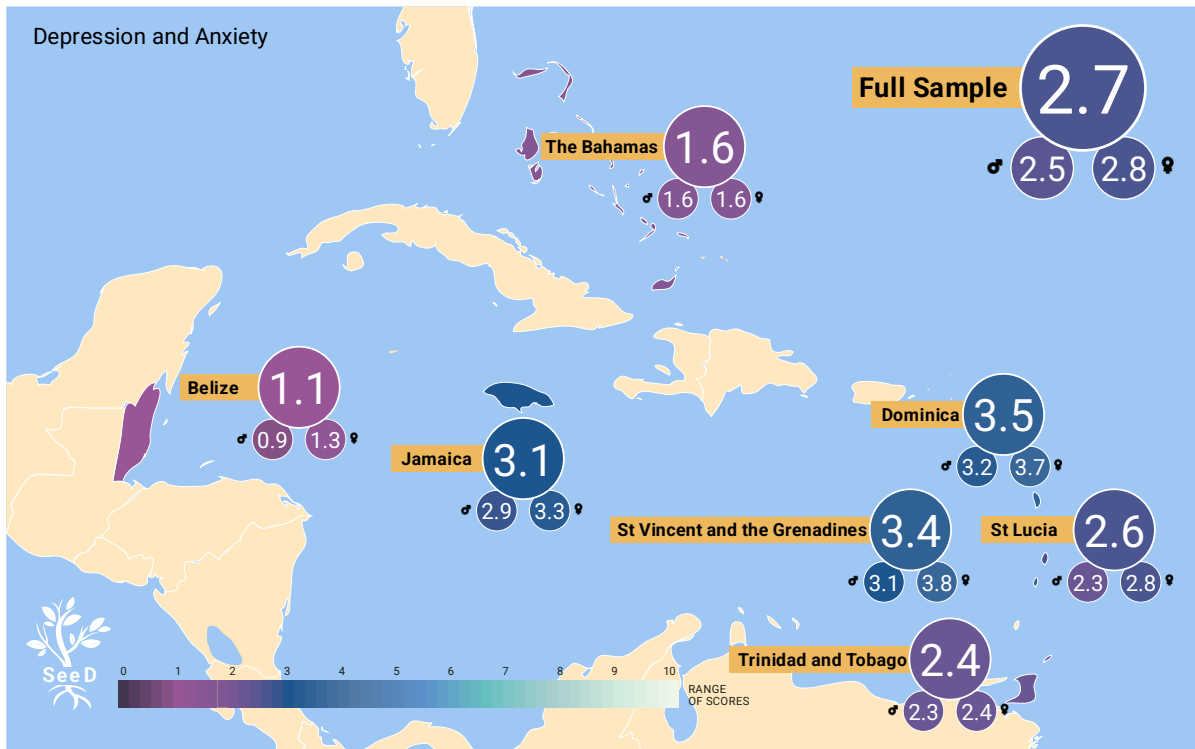 Depression and Anxiety
Full Sample
2.7
♂ 2.5 2.8 ♀
The Bahamas
1.6
♂ 1.6 1.6 ♀
Belize
1.1
♂ 0.9 1.3 ♀
Jamaica
3.1
♂ 2.9 3.3 ♀
Dominica
3.5
♂ 3.2 3.7 ♀
St Vincent and the Grenadines
3.4
♂ 3.1 3.8 ♀
St Lucia
2.6
♂ 2.3 2.8 ♀
Trinidad and Tobago
2.4
♂ 2.3 2.4 ♀
SeeD
0 1 2 3 4 5 6 7 8 9 10
RANGE
OF SCORES